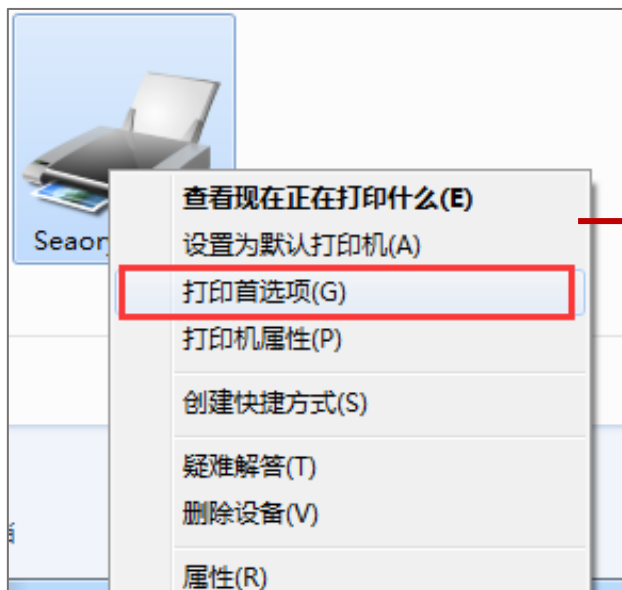 查看现在正在打印什么(E)
Seaory
设置为默认打印机(A)
打印首选项(G)
打印机属性(P)
创建快捷方式(S)
疑难解答(T)
删除设备(V)
属性(R)